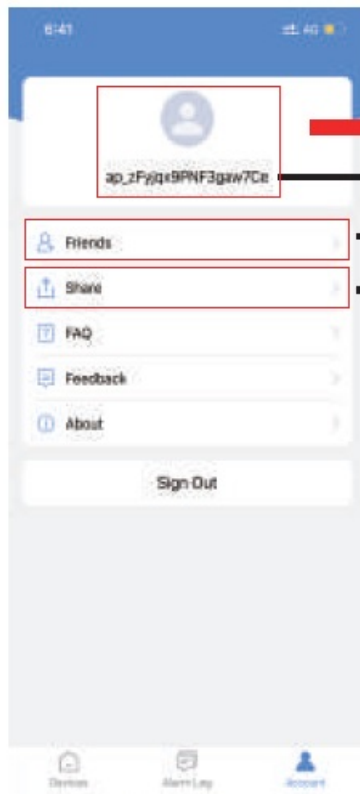 6:41
4G
ap_zFyjqx9PNF3gaw7Ce
Friends
Share
FAQ
Feedback
About
Sign Out
Devices
Alarm Log
Account